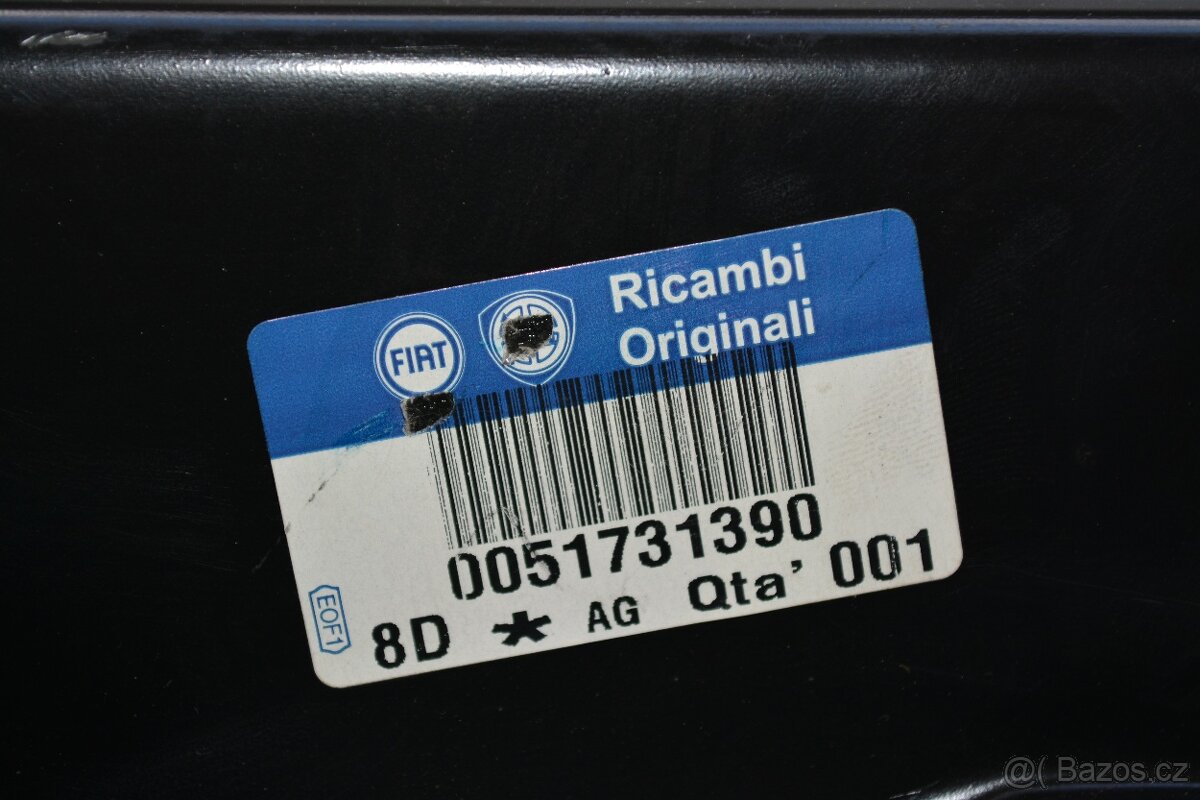 Ricambi
Originali
FIAT
0051731390
8D * AG Qta' 001
EOF1
@( Bazos.cz